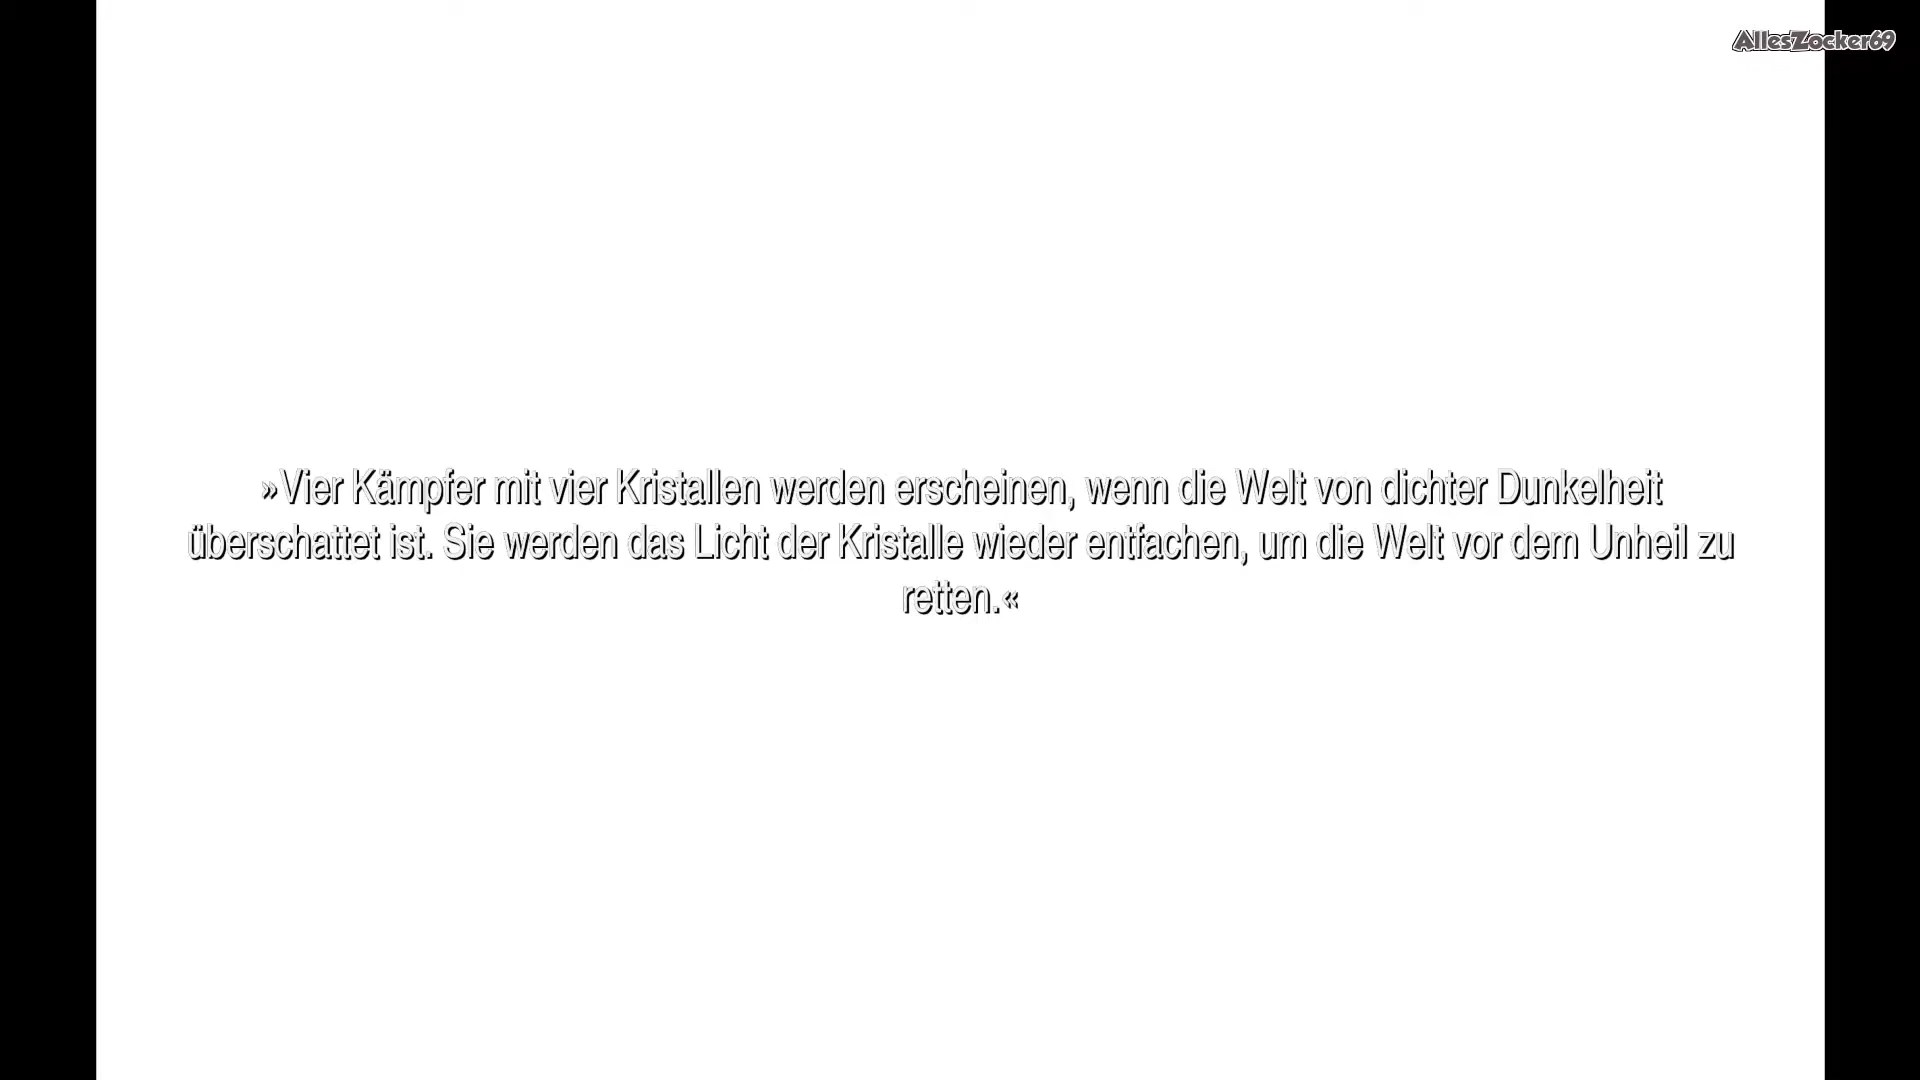 AllesZocker69
»Vier Kämpfer mit vier Kristallen werden erscheinen, wenn die Welt von dichter Dunkelheit
überschattet ist. Sie werden das Licht der Kristalle wieder entfachen, um die Welt vor dem Unheil zu
retten.«